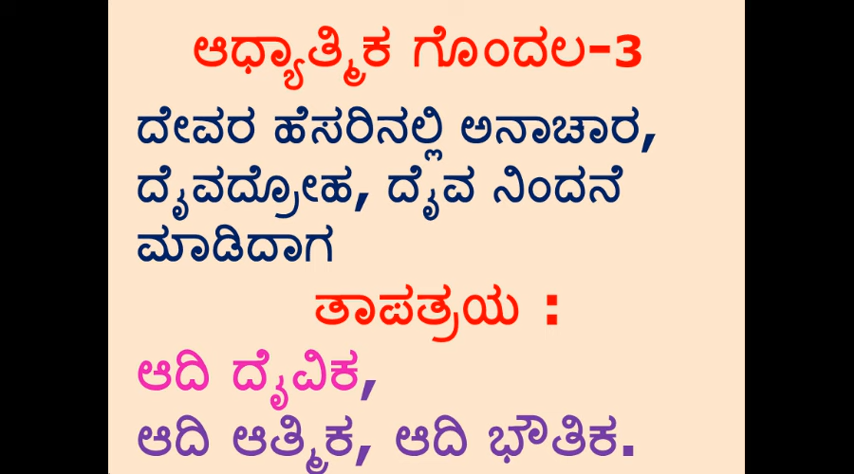 ಆಧ್ಯಾತ್ಮಿಕ ಗೊಂದಲ-3
ದೇವರ ಹೆಸರಿನಲ್ಲಿ ಅನಾಚಾರ,
ದೈವದ್ರೋಹ, ದೈವ ನಿಂದನೆ
ಮಾಡಿದಾಗ
ತಾಪತ್ರಯ :
ಆದಿ ದೈವಿಕ,
ಆದಿ ಆತ್ಮಿಕ, ಆದಿ ಭೌತಿಕ.